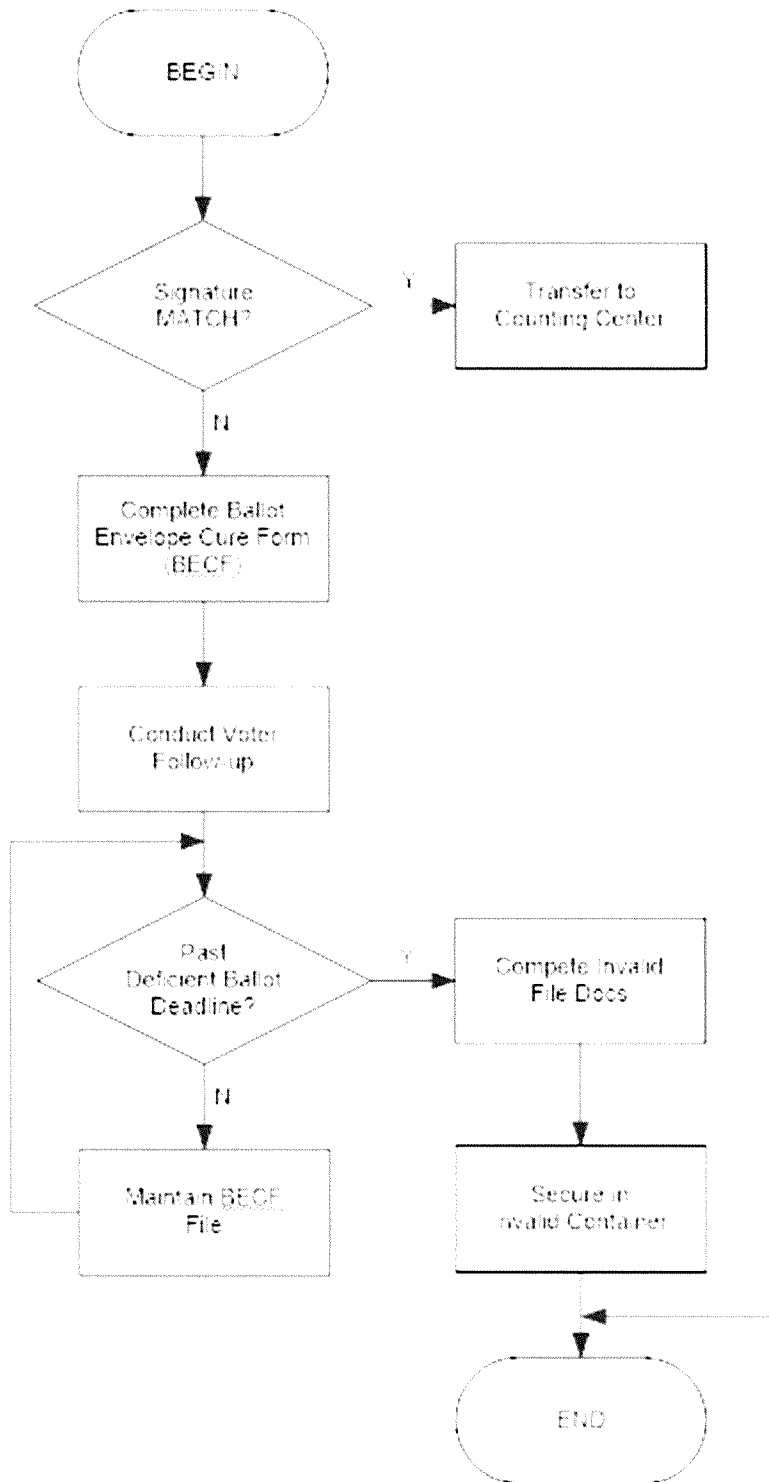 BEGIN
Signature
MATCH?
Y
Transfer to
Counting Center
N
Complete Ballot
Envelope Cure Form
(BECF)
Conduct Voter
Follow-up
Past
Deficient Ballot
Deadline?
Y
Compete Invalid
File Docs
N
Maintain BECF
File
Secure in
Invalid Container
END